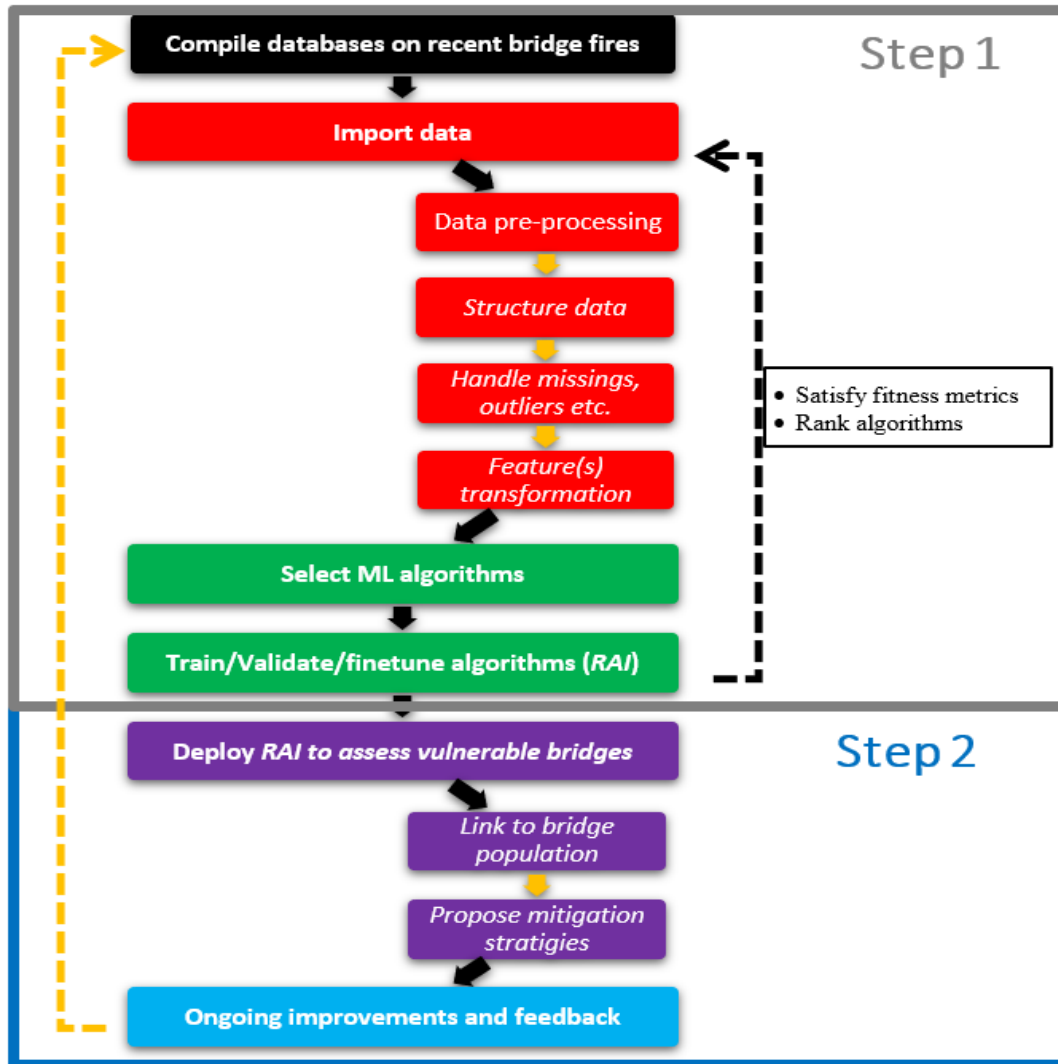 Compile databases on recent bridge fires
Step 1
Import data
Data pre-processing
Structure data
Handle missings,
outliers etc.
• Satisfy fitness metrics
• Rank algorithms
Feature(s)
transformation
Select ML algorithms
Train/Validate/finetune algorithms (RAI)
Deploy RAI to assess vulnerable bridges
Step 2
Link to bridge
population
Propose mitigation
stratigies
Ongoing improvements and feedback